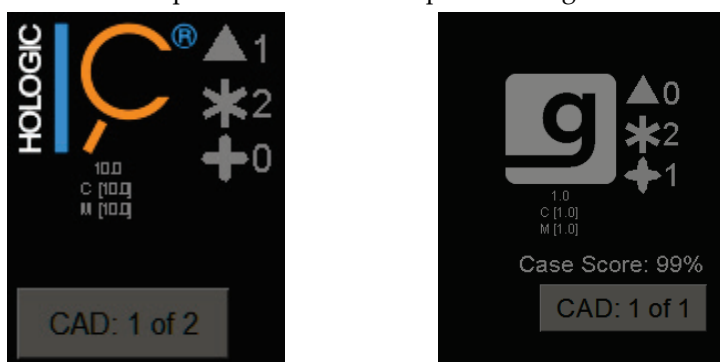 HOLOGIC
® 1
2
0
10.0
C [10.0]
M [10.0]
CAD: 1 of 2
g
0
2
1
1.0
C [1.0]
M [1.0]
Case Score: 99%
CAD: 1 of 1